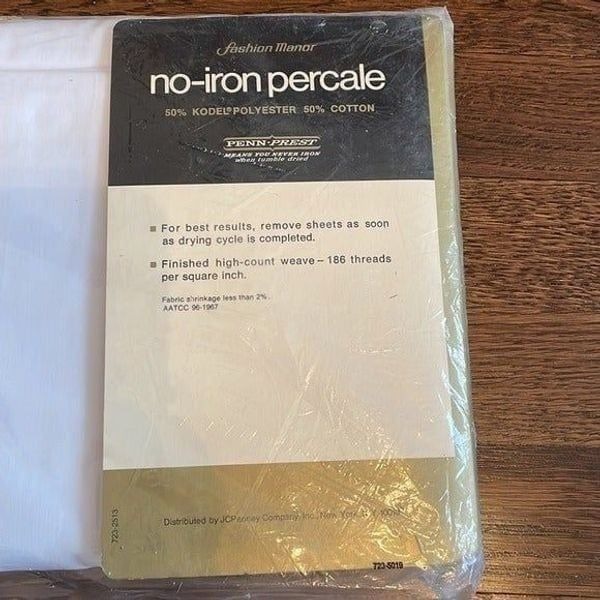 fashion Manor
no-iron percale
50% KODEL® POLYESTER 50% COTTON
PENN-PREST
MEANS YOU NEVER IRON
when tumble dried
■ For best results, remove sheets as soon
as drying cycle is completed.
■ Finished high-count weave – 186 threads
per square inch.
Fabric shrinkage less than 2%.
AATCC 96-1967
Distributed by JCPenney Company, Inc., New York, N.Y.
723-2513
723-5019